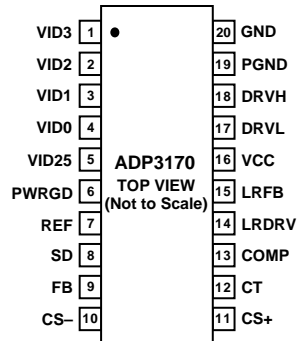 VID3 1 20 GND
VID2 2 19 PGND
VID1 3 18 DRVH
VID0 4 17 DRVL
VID25 5 ADP3170 16 VCC
PWRGD 6 TOP VIEW 15 LRFB
(Not to Scale)
REF 7 14 LRDRV
SD 8 13 COMP
FB 9 12 CT
CS– 10 11 CS+